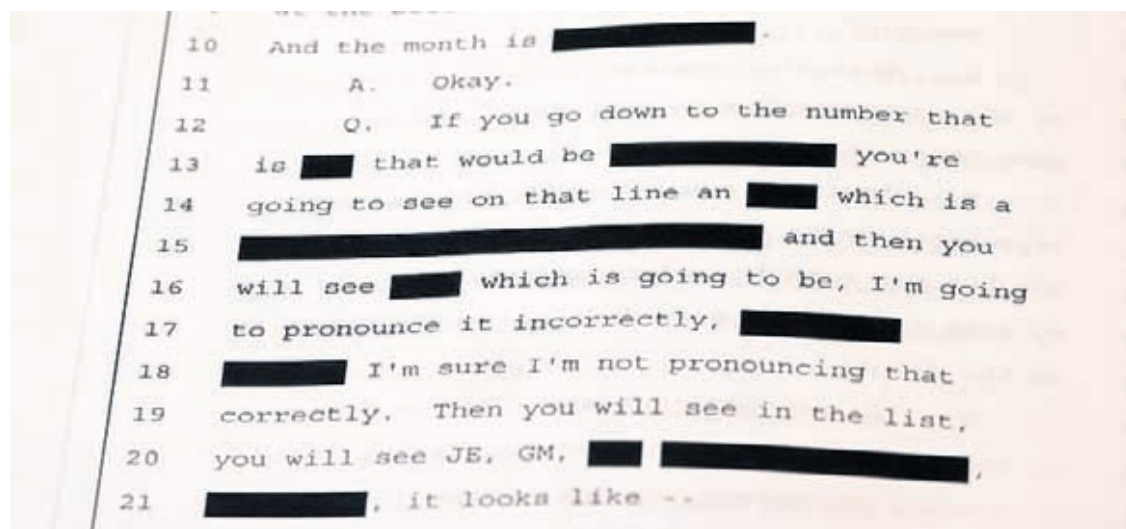 10 And the month is .
11 A. Okay.
12 Q. If you go down to the number that
13 is that would be you're
14 going to see on that line an which is a
15 and then you
16 will see which is going to be, I'm going
17 to pronounce it incorrectly,
18 I'm sure I'm not pronouncing that
19 correctly. Then you will see in the list,
20 you will see JE, GM, ,
21 , it looks like --